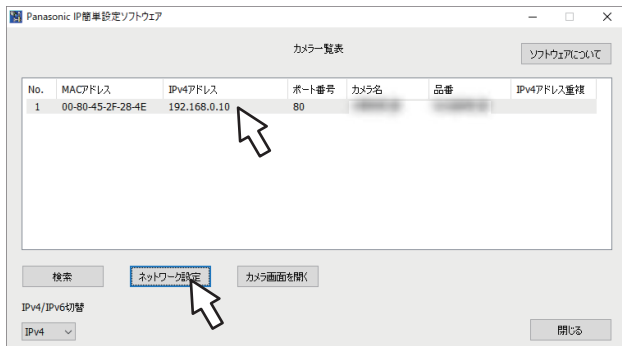 Panasonic IP簡単設定ソフトウェア
カメラ一覧表
ソフトウェアについて
No. MACアドレス IPv4アドレス ポート番号 カメラ名 品番 IPv4アドレス重複
1 00-80-45-2F-28-4E 192.168.0.10 80
検索 ネットワーク設定 カメラ画面を開く
IPv4/IPv6切替
IPv4 閉じる